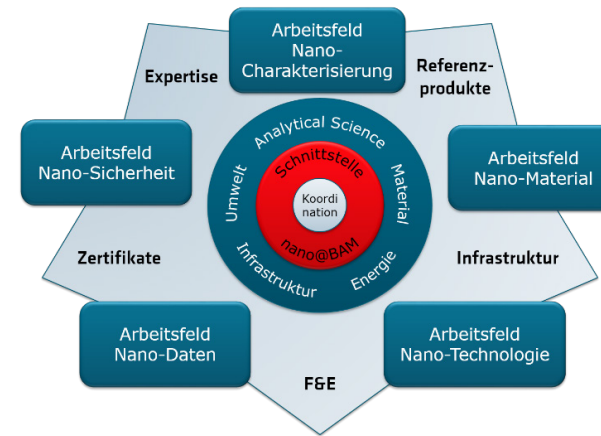 Arbeitsfeld
Nano-
Charakterisierung
Expertise
Referenz-
produkte
Analytical Science
Umwelt
Material
Schnittstelle
Arbeitsfeld
Nano-Sicherheit
Koordi
nation
Arbeitsfeld
Nano-Material
nano@BAM
Infrastruktur
Energie
Zertifikate
Infrastruktur
Arbeitsfeld
Nano-Daten
Arbeitsfeld
Nano-Technologie
F&E